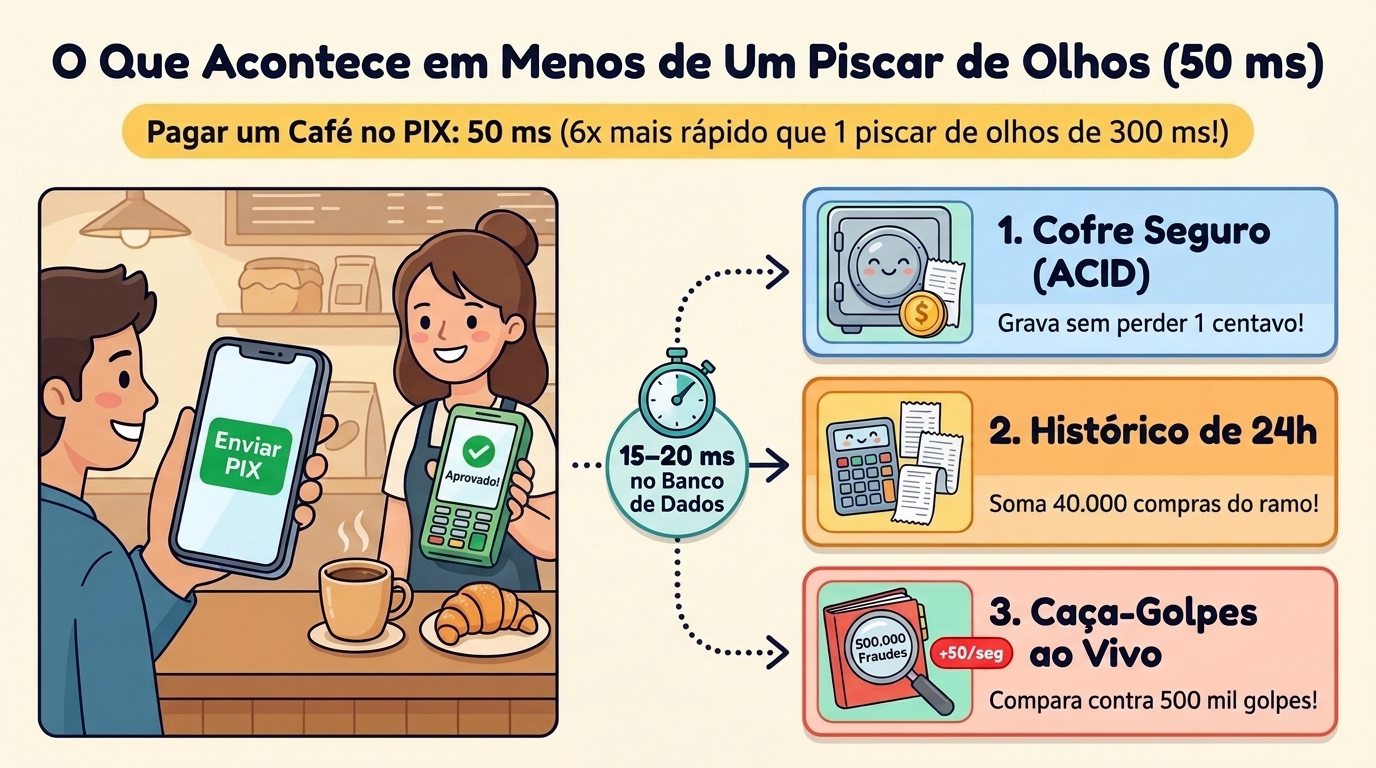 O Que Acontece em Menos de Um Piscar de Olhos (50 ms)
Pagar um Café no PIX: 50 ms (6x mais rápido que 1 piscar de olhos de 300 ms!)
Enviar
PIX
Aprovado!
15–20 ms
no Banco
de Dados
1. Cofre Seguro
(ACID)
$
Grava sem perder 1 centavo!
2. Histórico de 24h
Soma 40.000 compras do ramo!
500.000
Fraudes
+50/seg
3. Caça-Golpes
ao Vivo
Compara contra 500 mil golpes!